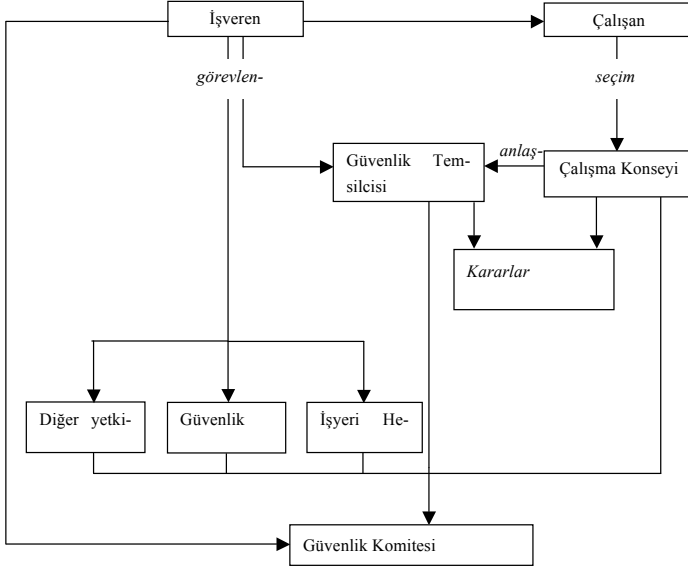 İşveren
Çalışan
görevlen-
seçim
Güvenlik Tem-
silcisi
anlaş-
Çalışma Konseyi
Kararlar
Diğer yetki-
Güvenlik
İşyeri He-
Güvenlik Komitesi